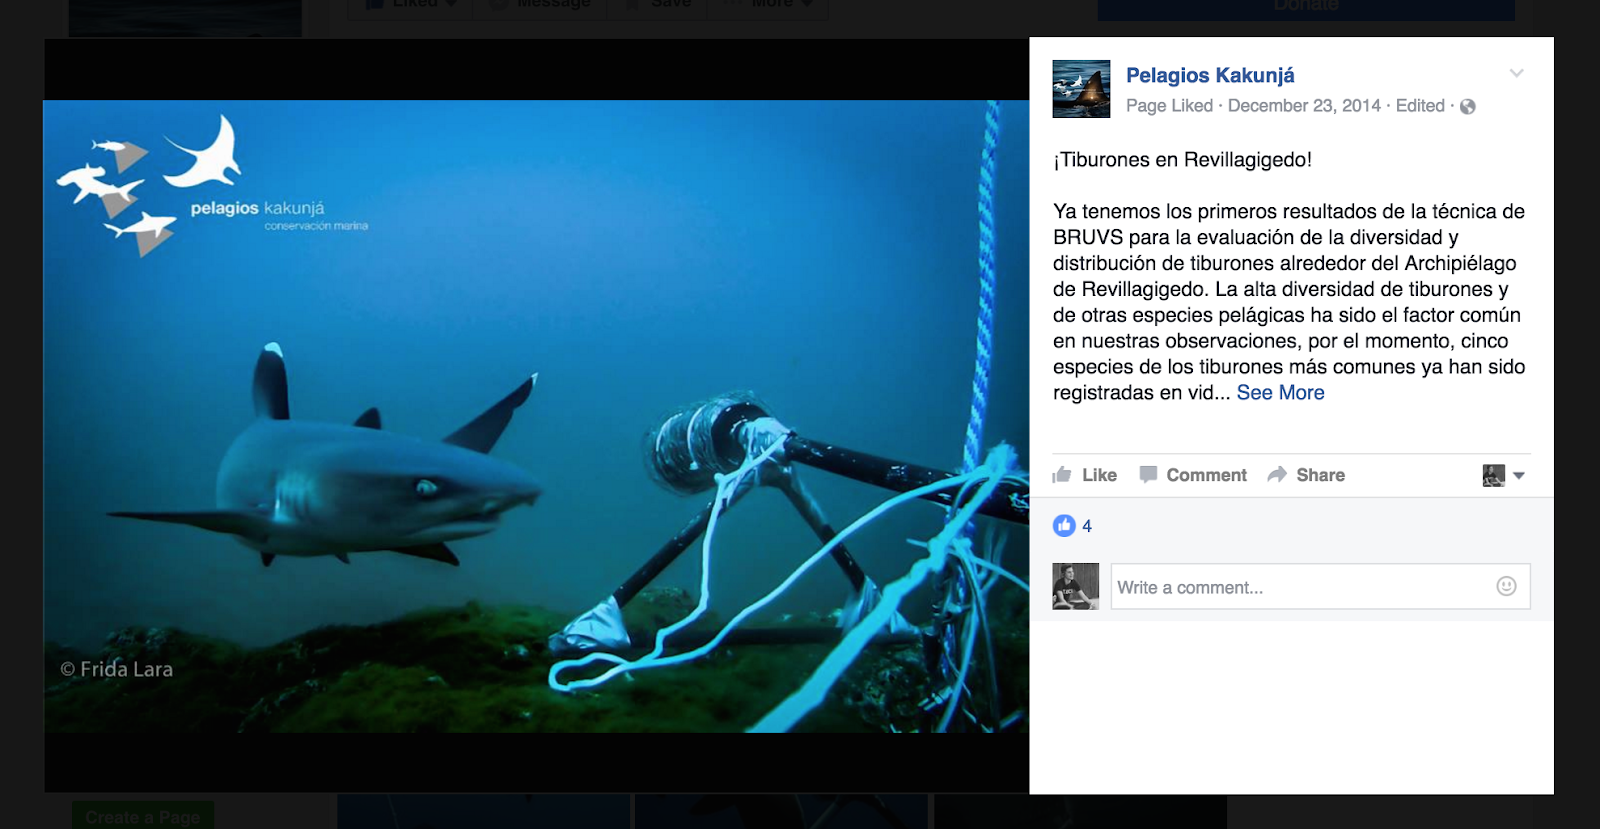 Liked
Message
Save
More
Donate
pelagios kakunjá
conservación marina
© Frida Lara
Pelagios Kakunjá
Page Liked · December 23, 2014 · Edited ·
¡Tiburones en Revillagigedo!
Ya tenemos los primeros resultados de la técnica de
BRUVS para la evaluación de la diversidad y
distribución de tiburones alrededor del Archipiélago
de Revillagigedo. La alta diversidad de tiburones y
de otras especies pelágicas ha sido el factor común
en nuestras observaciones, por el momento, cinco
especies de los tiburones más comunes ya han sido
registradas en vid... See More
Like Comment Share
4
Write a comment...
Create a Page